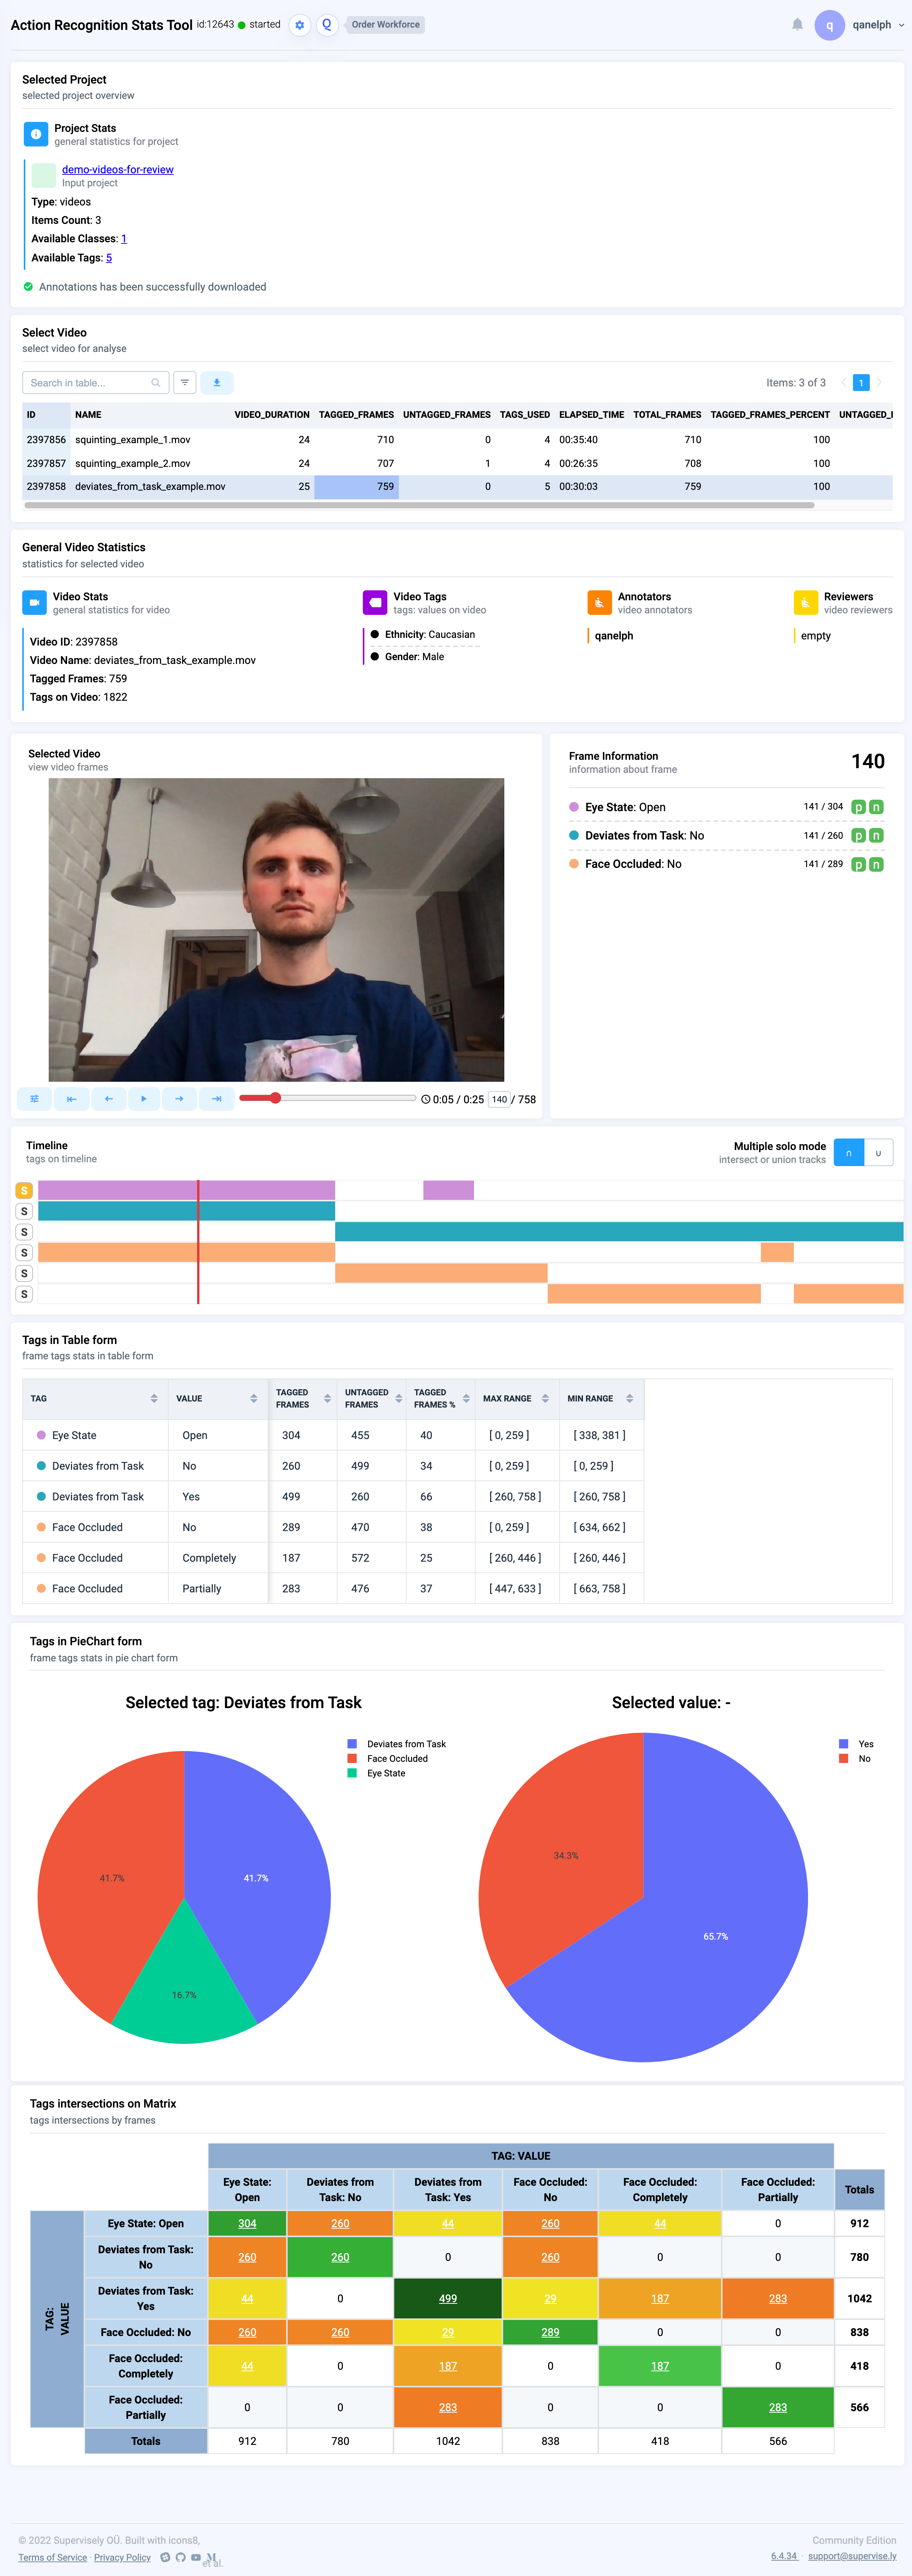 Action Recognition Stats Tool id:12643 started Q Order Workforce q qanelph
Selected Project
selected project overview
Project Stats
general statistics for project
demo-videos-for-review
Input project
Type: videos
Items Count: 3
Available Classes: 1
Available Tags: 5
Annotations has been successfully downloaded
Select Video
select video for analyse
Search in table... Items: 3 of 3 1
ID NAME VIDEO_DURATION TAGGED_FRAMES UNTAGGED_FRAMES TAGS_USED ELAPSED_TIME TOTAL_FRAMES TAGGED_FRAMES_PERCENT UNTAGGED_
2397856 squinting_example_1.mov 24 710 0 4 00:35:40 710 100
2397857 squinting_example_2.mov 24 707 1 4 00:26:35 708 100
2397858 deviates_from_task_example.mov 25 759 0 5 00:30:03 759 100
General Video Statistics
statistics for selected video
Video Stats Video Tags Annotators Reviewers
general statistics for video tags: values on video video annotators video reviewers
Video ID: 2397858 Ethnicity: Caucasian qanelph empty
Video Name: deviates_from_task_example.mov Gender: Male
Tagged Frames: 759
Tags on Video: 1822
Selected Video
view video frames
0:05 / 0:25 140 / 758
Frame Information 140
information about frame
Eye State: Open 141 / 304 p n
Deviates from Task: No 141 / 260 p n
Face Occluded: No 141 / 289 p n
Timeline Multiple solo mode ∩ ∪
tags on timeline intersect or union tracks
S
S
S
S
S
S
Tags in Table form
frame tags stats in table form
TAG VALUE TAGGED FRAMES UNTAGGED FRAMES TAGGED FRAMES % MAX RANGE MIN RANGE
Eye State Open 304 455 40 [ 0, 259 ] [ 338, 381 ]
Deviates from Task No 260 499 34 [ 0, 259 ] [ 0, 259 ]
Deviates from Task Yes 499 260 66 [ 260, 758 ] [ 260, 758 ]
Face Occluded No 289 470 38 [ 0, 259 ] [ 634, 662 ]
Face Occluded Completely 187 572 25 [ 260, 446 ] [ 260, 446 ]
Face Occluded Partially 283 476 37 [ 447, 633 ] [ 663, 758 ]
Tags in PieChart form
frame tags stats in pie chart form
Selected tag: Deviates from Task
Deviates from Task
Face Occluded
Eye State
41.7% 41.7%
16.7%
Selected value: -
Yes
No
34.3%
65.7%
Tags intersections on Matrix
tags intersections by frames
TAG: VALUE
Eye State: Open Deviates from Task: No Deviates from Task: Yes Face Occluded: No Face Occluded: Completely Face Occluded: Partially Totals
TAG: VALUE
Eye State: Open 304 260 44 260 44 0 912
Deviates from Task: No 260 260 0 260 0 0 780
Deviates from Task: Yes 44 0 499 29 187 283 1042
Face Occluded: No 260 260 29 289 0 0 838
Face Occluded: Completely 44 0 187 0 187 0 418
Face Occluded: Partially 0 0 283 0 0 283 566
Totals 912 780 1042 838 418 566
© 2022 Supervisely OÜ. Built with icons8, Community Edition
Terms of Service · Privacy Policy et al. 6.4.34 · support@supervise.ly